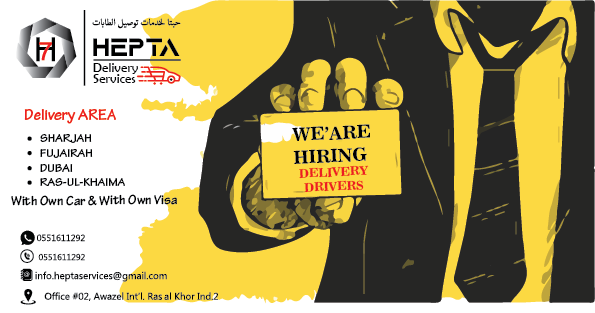 حبتا لخدمات توصيل الطلبات
H7
HEPTA
Delivery
Services
Delivery AREA
SHARJAH
FUJAIRAH
DUBAI
RAS-UL-KHAIMA
With Own Car & With Own Visa
0551611292
0551611292
info.heptaservices@gmail.com
Office #02, Awazel Int'l. Ras al Khor Ind.2
WE'ARE
HIRING
DELIVERY
DRIVERS